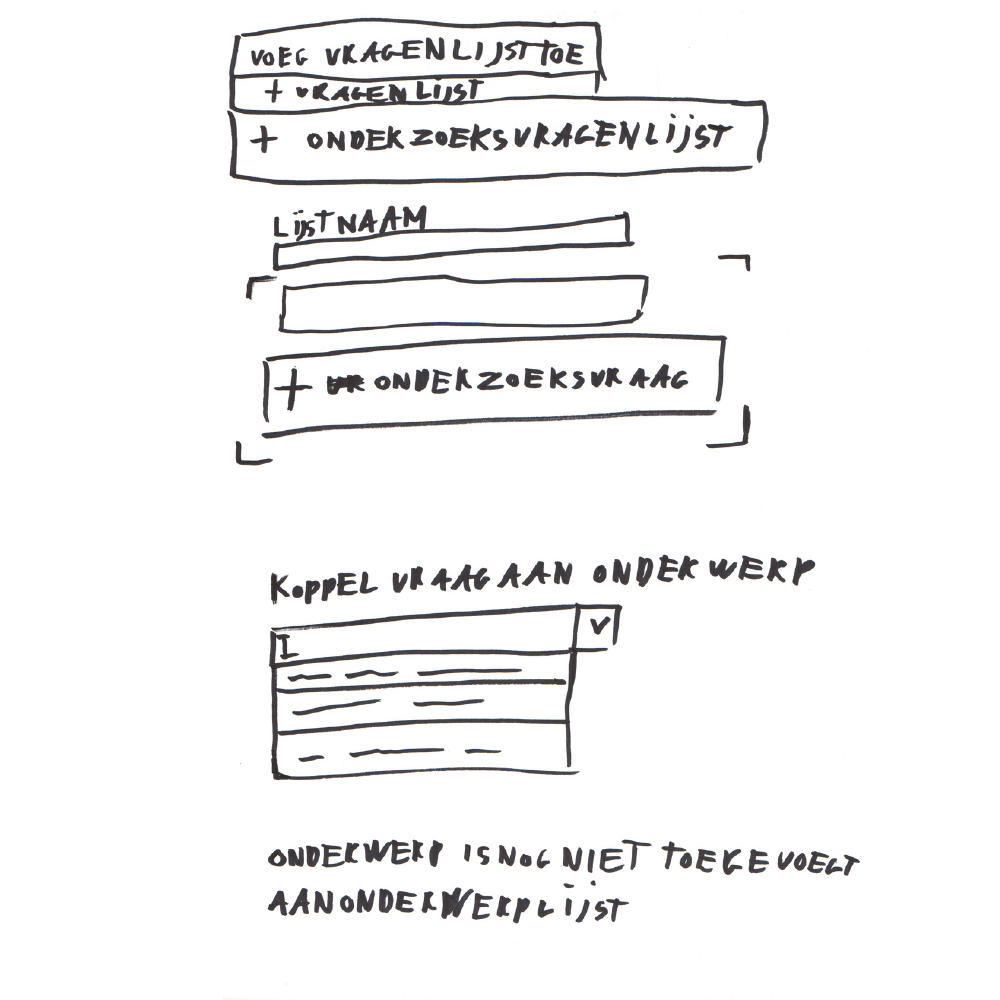 VOEG VRAGENLIJST TOE
+ VRAGENLIJST
+ ONDERZOEKSVRAGENLIJST
LIJSTNAAM
+ ONDERZOEKSVRAAG
KOPPEL VRAAG AAN ONDERWERP
I V
ONDERWERP IS NOG NIET TOEGEVOEGT
AAN ONDERWERPLIJST